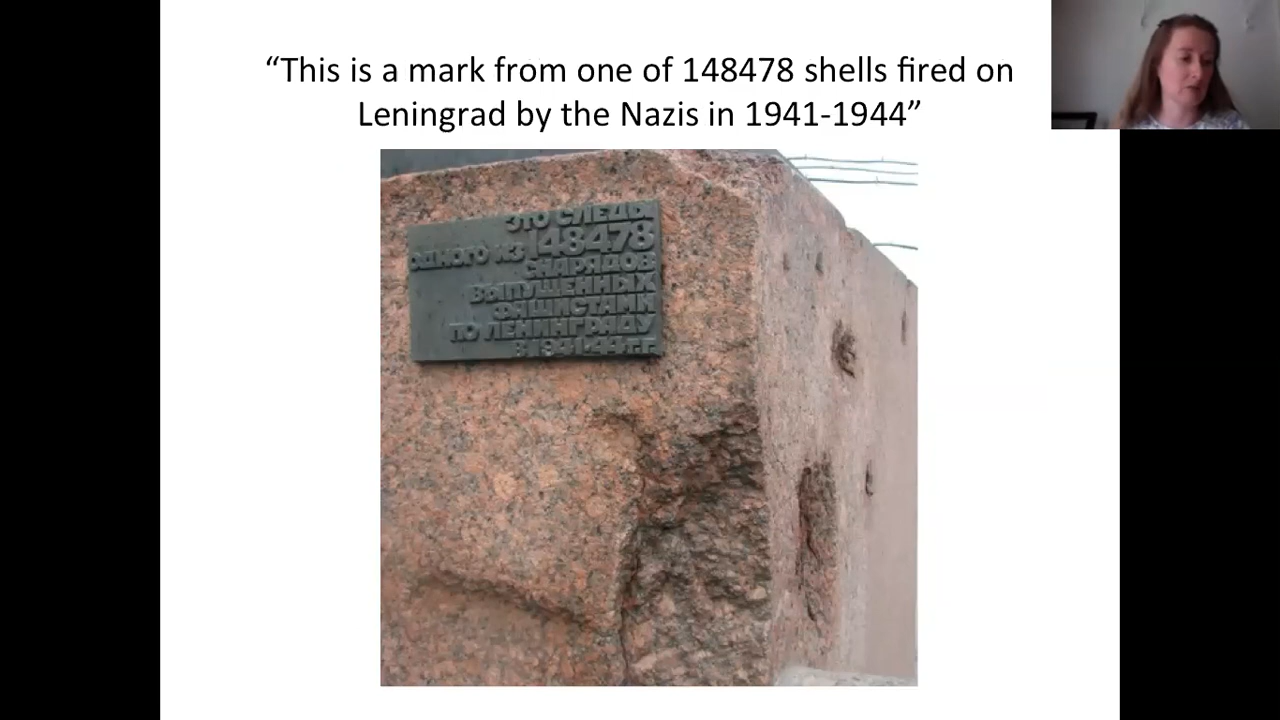 “This is a mark from one of 148478 shells fired on
Leningrad by the Nazis in 1941-1944”
ЭТО СЛЕДЫ
ОДНОГО ИЗ 148478
СНАРЯДОВ
ВЫПУЩЕННЫХ
ФАШИСТАМИ
ПО ЛЕНИНГРАДУ
В 1941-44 Г.Г.